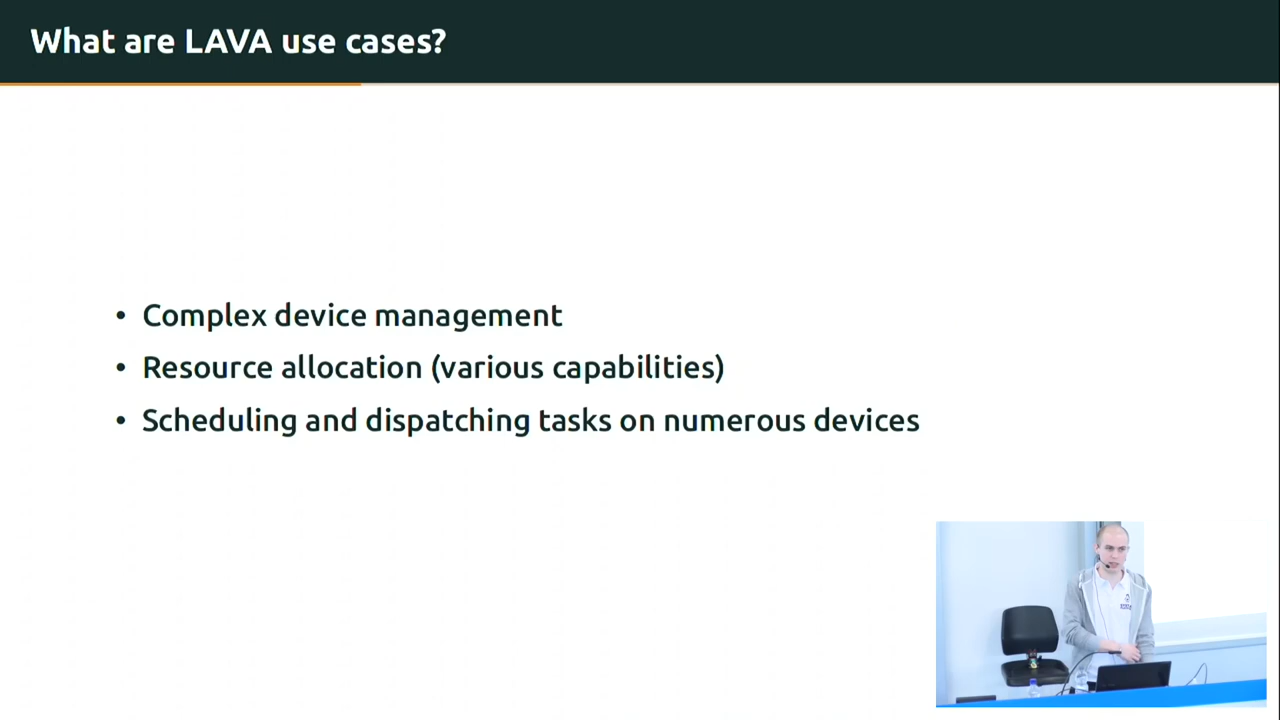 What are LAVA use cases?
• Complex device management
• Resource allocation (various capabilities)
• Scheduling and dispatching tasks on numerous devices